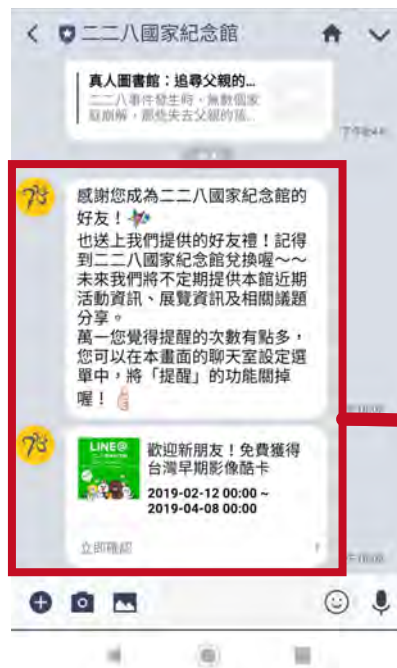 二二八國家紀念館
真人圖書館：追尋父親的...
二二八事件發生時，無數個家
庭崩解，那些失去父親的孩...
感謝您成為二二八國家紀念館的
好友！
也送上我們提供的好友禮！記得
到二二八國家紀念館兌換喔～～
未來我們將不定期提供本館近期
活動資訊、展覽資訊及相關議題
分享。
萬一您覺得提醒的次數有點多，
您可以在本畫面的聊天室設定選
單中，將「提醒」的功能關掉
喔！
LINE@
歡迎新朋友！免費獲得
台灣早期影像酷卡
2019-02-12 00:00 ~
2019-04-08 00:00
立即確認